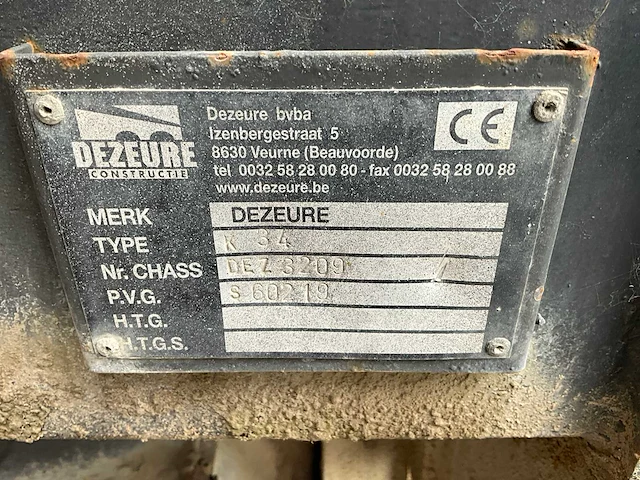 DEZEURE
CONSTRUCTIE
Dezeure bvba
Izenbergestraat 5
8630 Veurne (Beauvoorde)
tel 0032 58 28 00 80 - fax 0032 58 28 00 88
www.dezeure.be
CE
MERK DEZEURE
TYPE K 34
Nr. CHASS DEZ 3209 /
P.V.G. S 60219
H.T.G.
H.T.G.S.